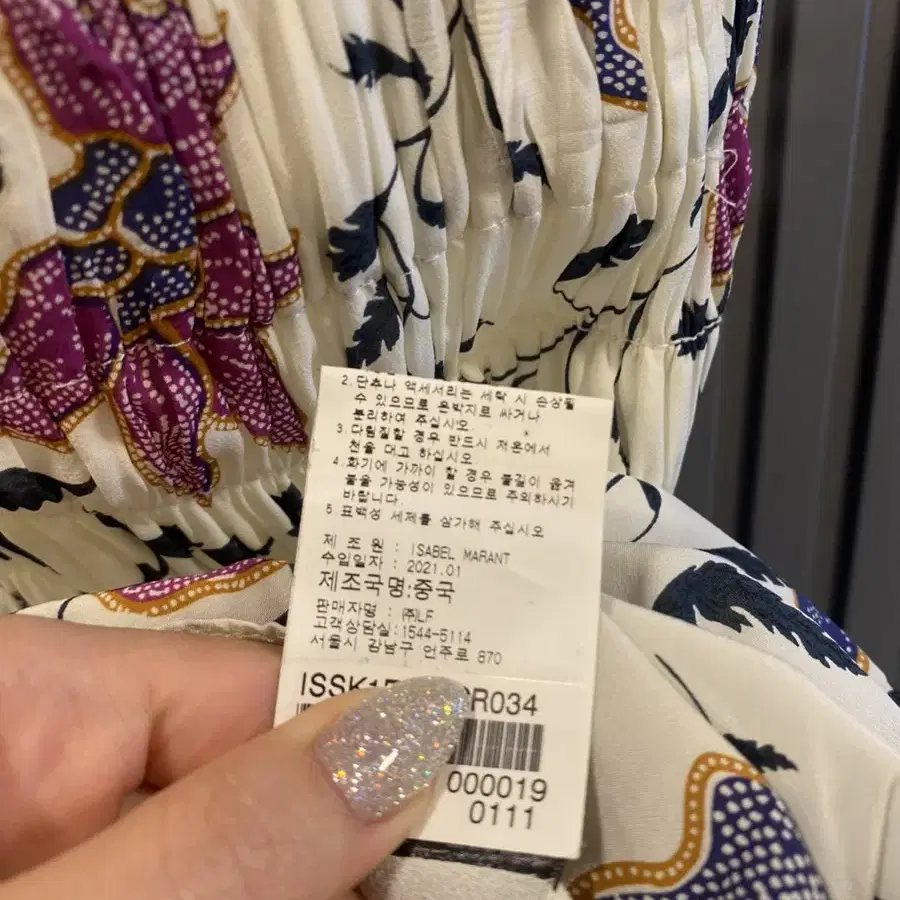 2. 단추나 액세서리는 세탁 시 손상될
수 있으므로 은박지로 싸거나
분리하여 주십시오.
3. 다림질할 경우 반드시 저온에서
천을 대고 하십시오.
4. 화기에 가까이 할 경우 불길이 옮겨
붙을 가능성이 있으므로 주의하시기
바랍니다.
5 표백성 세제를 삼가해 주십시오
제 조 원 : ISABEL MARANT
수입일자 : 2021.01
제조국명:중국
판매자명 : ㈜LF
고객상담실:1544-5114
서울시 강남구 언주로 870
R034
000019
0111